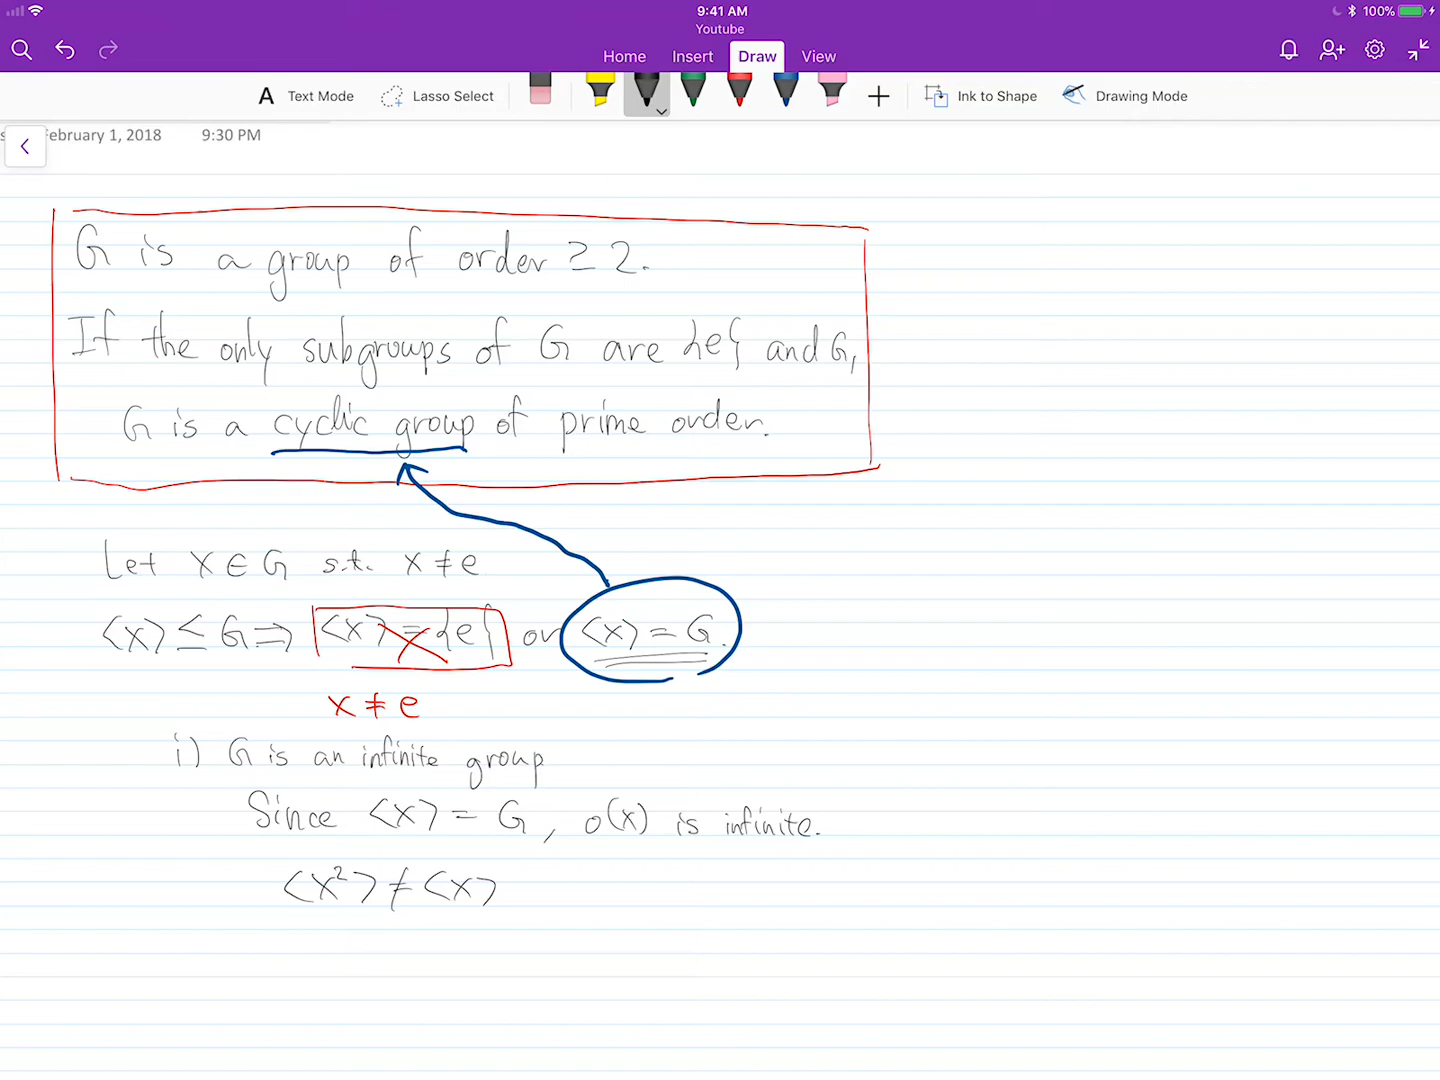 9:41 AM
100%
Youtube
Home Insert Draw View
A Text Mode Lasso Select Ink to Shape Drawing Mode
s ebruary 1, 2018 9:30 PM
G is a group of order ≥ 2.
If the only subgroups of G are {e} and G,
G is a cyclic group of prime order.
Let x ∈ G s.t. x ≠ e
<x> ≤ G ⇒ <x> = {e} or <x> = G.
x ≠ e
i) G is an infinite group
Since <x> = G, o(x) is infinite.
<x²> ≠ <x>